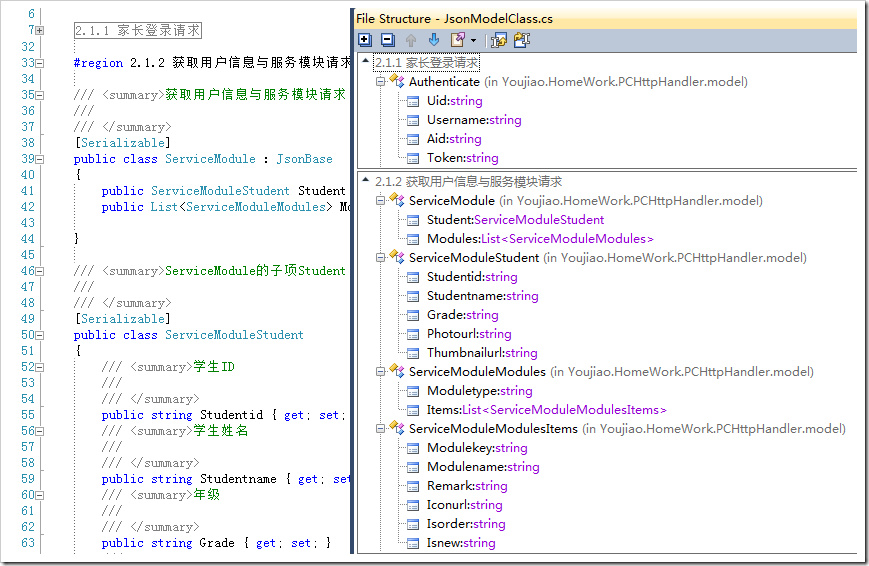 6
7 2.1.1 家长登录请求
32
33 #region 2.1.2 获取用户信息与服务模块请求
34
35 /// <summary>获取用户信息与服务模块请求
36 ///
37 /// </summary>
38 [Serializable]
39 public class ServiceModule : JsonBase
40 {
41 public ServiceModuleStudent Student
42 public List<ServiceModuleModules> Mo
43
44 }
45
46 /// <summary>ServiceModule的子项Student
47 ///
48 /// </summary>
49 [Serializable]
50 public class ServiceModuleStudent
51 {
52 /// <summary>学生ID
53 ///
54 /// </summary>
55 public string Studentid { get; set;
56 /// <summary>学生姓名
57 ///
58 /// </summary>
59 public string Studentname { get; set
60 /// <summary>年级
61 ///
62 /// </summary>
63 public string Grade { get; set; }
File Structure - JsonModelClass.cs
2.1.1 家长登录请求
Authenticate (in Youjiao.HomeWork.PCHttpHandler.model)
Uid:string
Username:string
Aid:string
Token:string
2.1.2 获取用户信息与服务模块请求
ServiceModule (in Youjiao.HomeWork.PCHttpHandler.model)
Student:ServiceModuleStudent
Modules:List<ServiceModuleModules>
ServiceModuleStudent (in Youjiao.HomeWork.PCHttpHandler.model)
Studentid:string
Studentname:string
Grade:string
Photourl:string
Thumbnailurl:string
ServiceModuleModules (in Youjiao.HomeWork.PCHttpHandler.model)
Moduletype:string
Items:List<ServiceModuleModulesItems>
ServiceModuleModulesItems (in Youjiao.HomeWork.PCHttpHandler.model)
Modulekey:string
Modulename:string
Remark:string
Iconurl:string
Isorder:string
Isnew:string